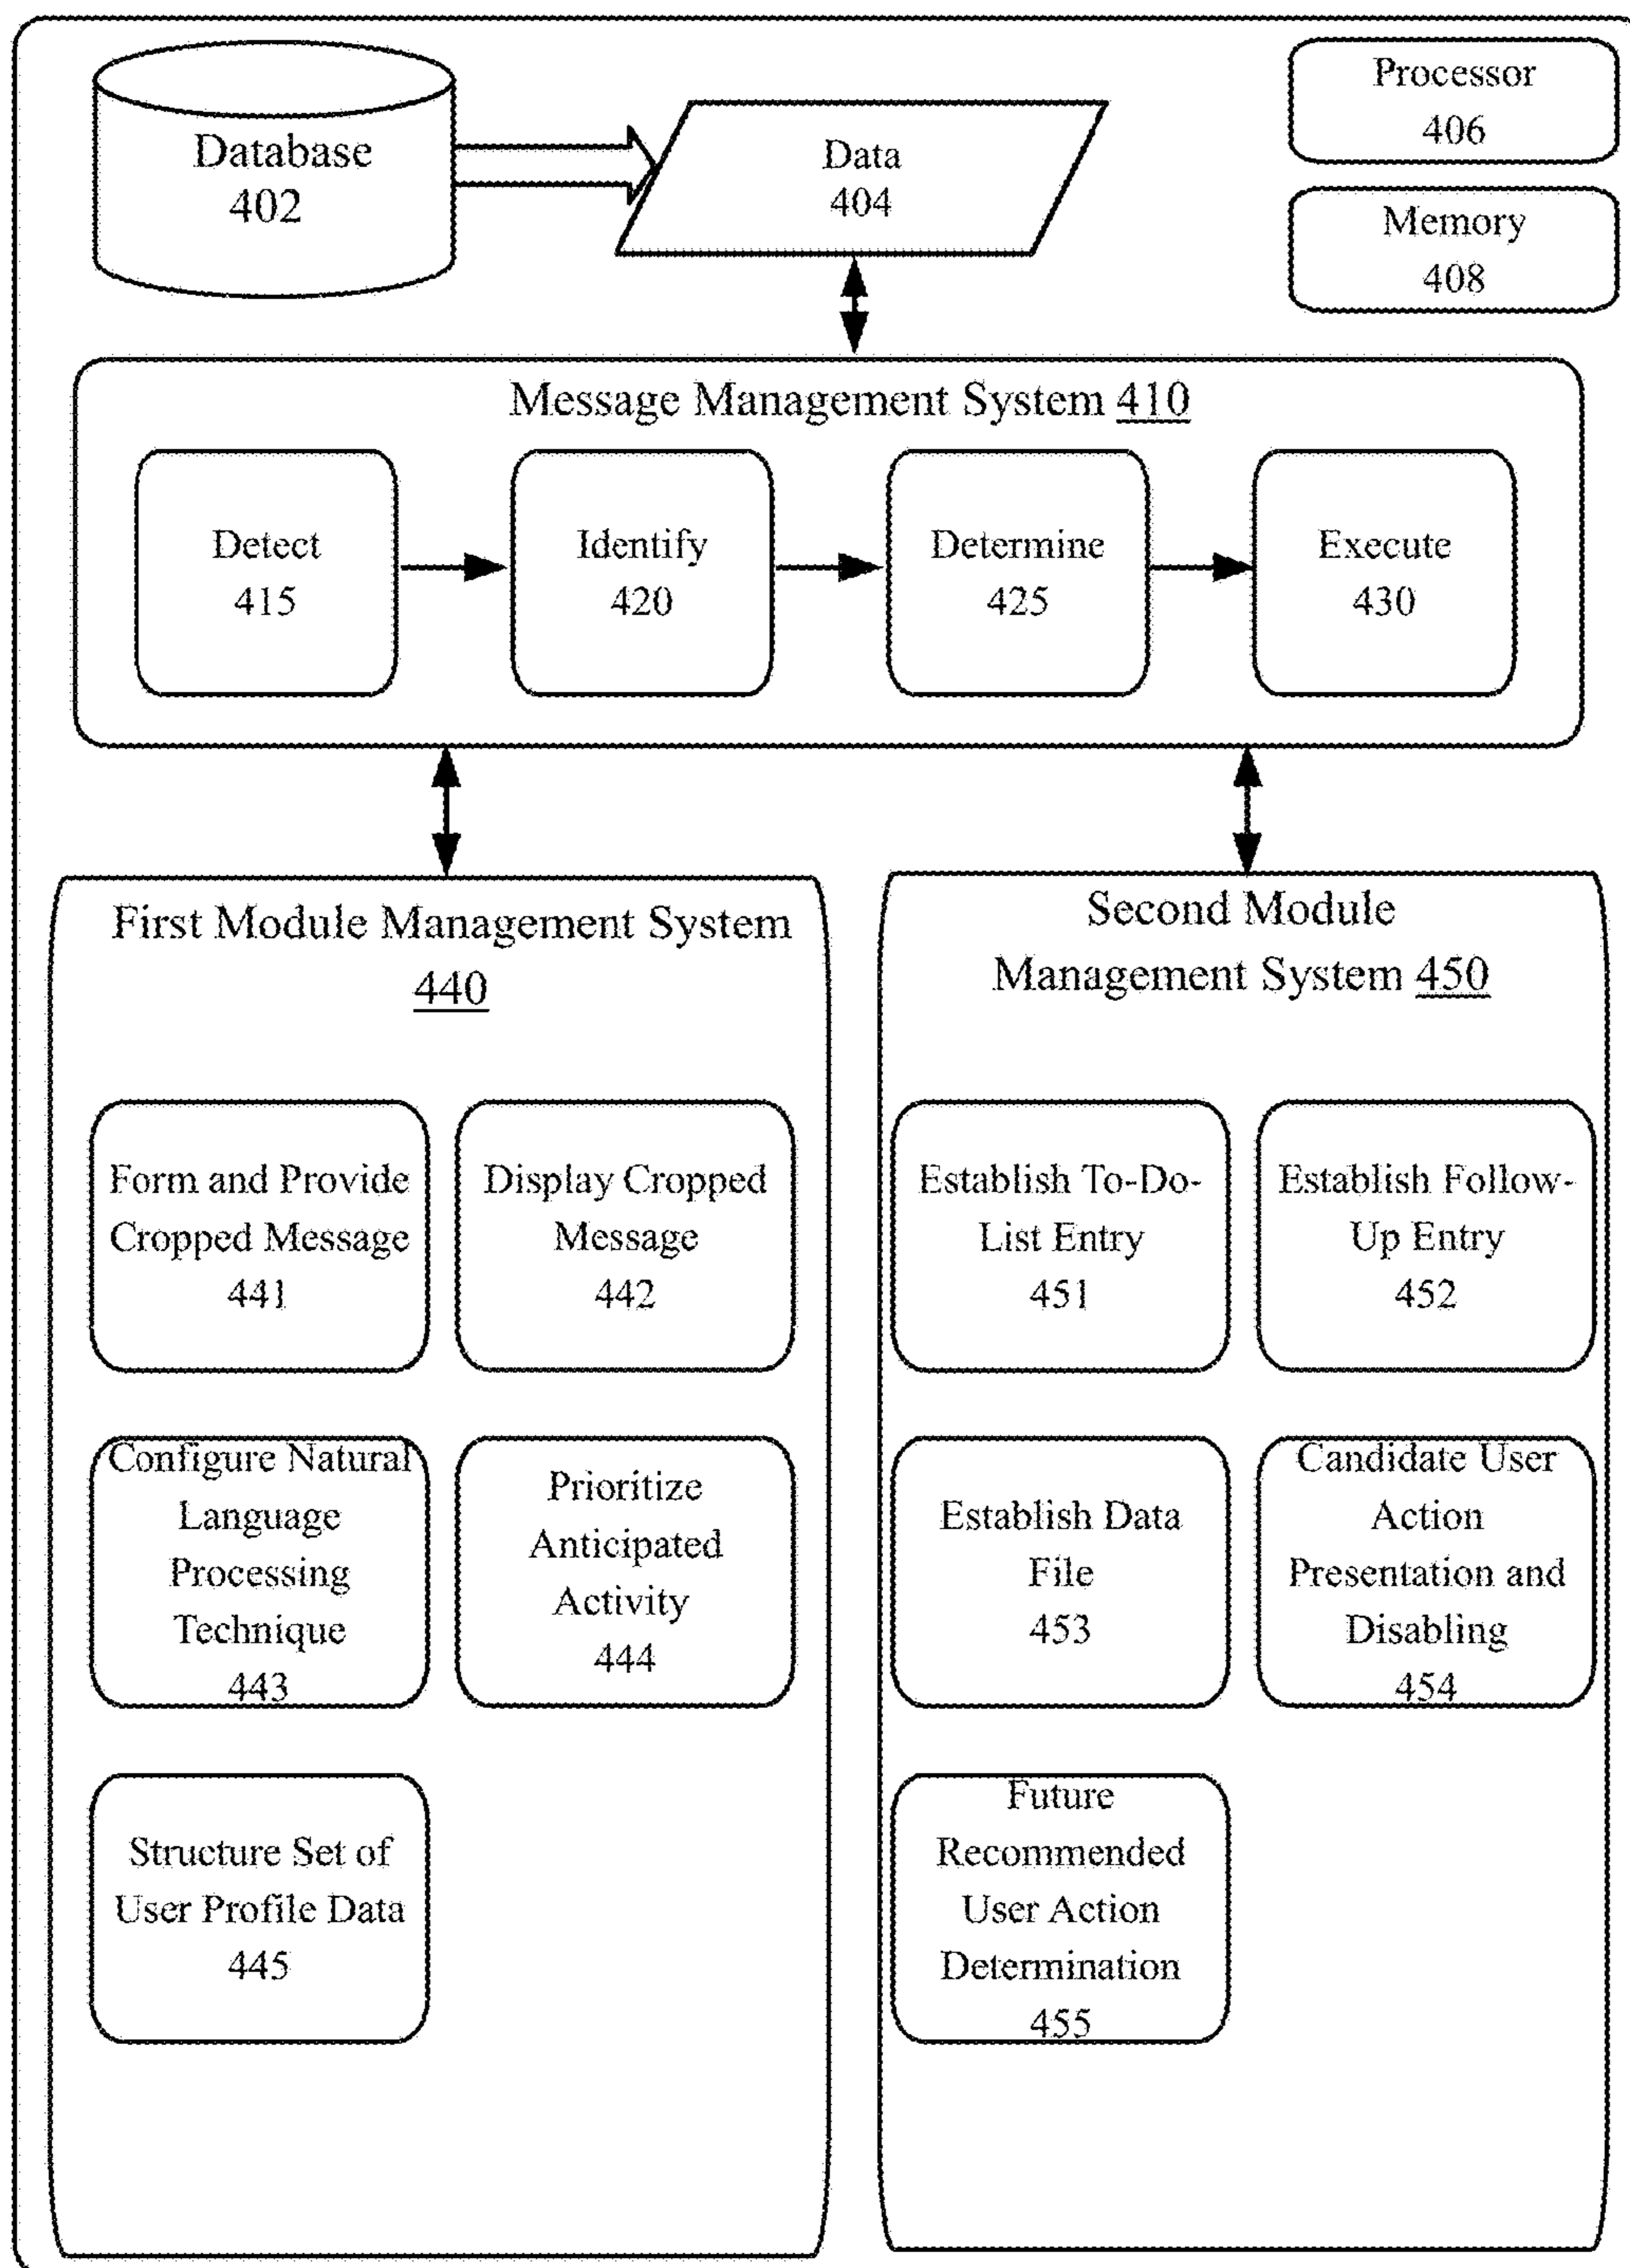 Database
402
Data
404
Processor
406
Memory
408
Message Management System 410
Detect
415
Identify
420
Determine
425
Execute
430
First Module Management System
440
Form and Provide
Cropped Message
441
Display Cropped
Message
442
Configure Natural
Language
Processing
Technique
443
Prioritize
Anticipated
Activity
444
Structure Set of
User Profile Data
445
Second Module
Management System 450
Establish To-Do-
List Entry
451
Establish Follow-
Up Entry
452
Establish Data
File
453
Candidate User
Action
Presentation and
Disabling
454
Future
Recommended
User Action
Determination
455